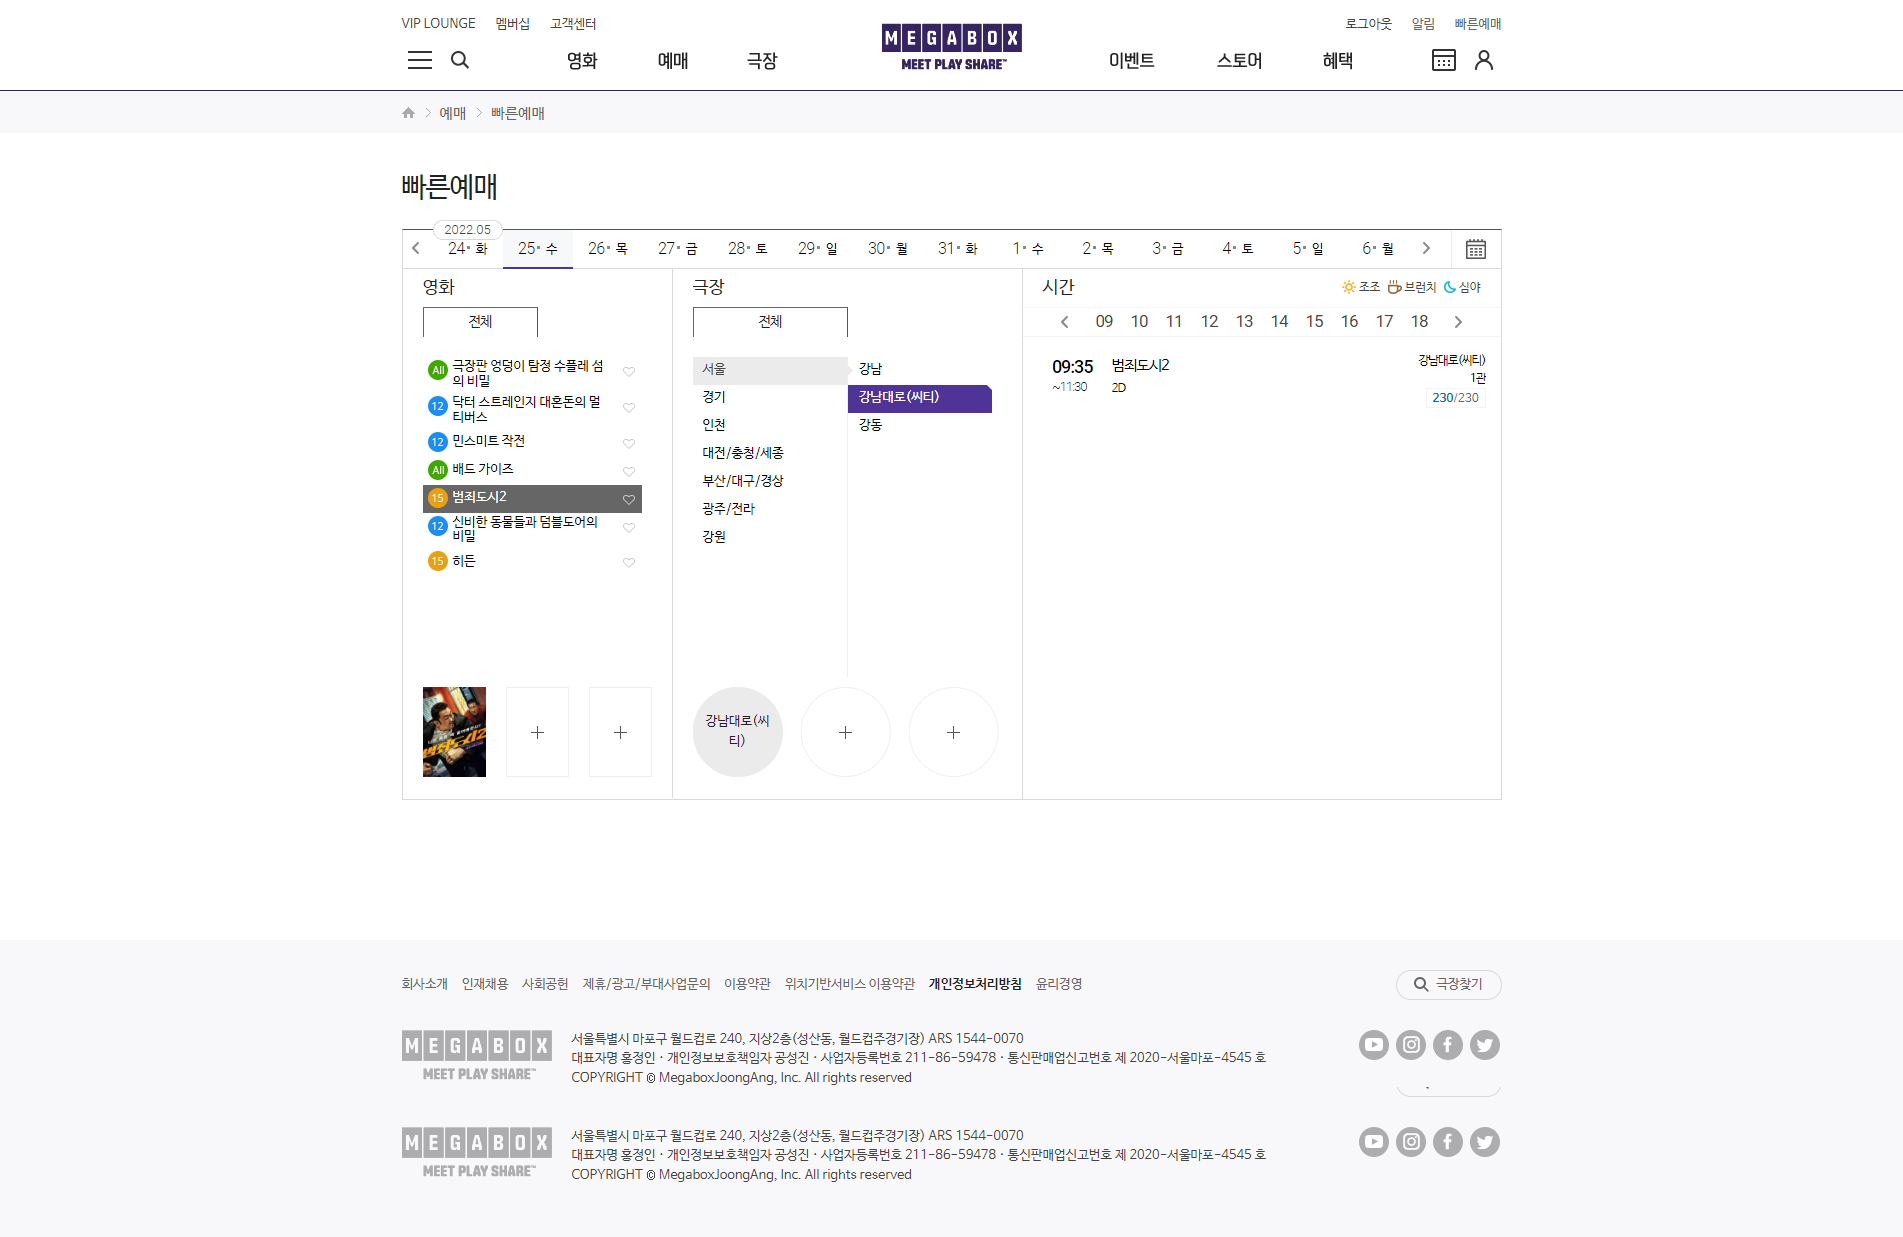 VIP LOUNGE 멤버십 고객센터
로그아웃 알림 빠른예매
영화 예매 극장
MEGABOX
MEET PLAY SHARE™
이벤트 스토어 혜택
예매 빠른예매
빠른예매
2022.05
24• 화 25• 수 26• 목 27• 금 28• 토 29• 일 30• 월 31• 화 1• 수 2• 목 3• 금 4• 토 5• 일 6• 월
영화
전체
All 극장판 엉덩이 탐정 수플레 섬
의 비밀
12 닥터 스트레인지 대혼돈의 멀
티버스
12 민스미트 작전
All 배드 가이즈
15 범죄도시2
12 신비한 동물들과 덤블도어의
비밀
15 히든
범죄도시2
극장
전체
서울
경기
인천
대전/충청/세종
부산/대구/경상
광주/전라
강원
강남
강남대로(씨티)
강동
강남대로(씨
티)
시간
조조 브런치 심야
09 10 11 12 13 14 15 16 17 18
09:35 범죄도시2 강남대로(씨티)
1관
~11:30 2D
230/230
회사소개 인재채용 사회공헌 제휴/광고/부대사업문의 이용약관 위치기반서비스 이용약관 개인정보처리방침 윤리경영
극장찾기
MEGABOX
MEET PLAY SHARE™
서울특별시 마포구 월드컵로 240, 지상2층(성산동, 월드컵주경기장) ARS 1544-0070
대표자명 홍정인 · 개인정보보호책임자 공성진 · 사업자등록번호 211-86-59478 · 통신판매업신고번호 제 2020-서울마포-4545 호
COPYRIGHT © MegaboxJoongAng, Inc. All rights reserved
MEGABOX
MEET PLAY SHARE™
서울특별시 마포구 월드컵로 240, 지상2층(성산동, 월드컵주경기장) ARS 1544-0070
대표자명 홍정인 · 개인정보보호책임자 공성진 · 사업자등록번호 211-86-59478 · 통신판매업신고번호 제 2020-서울마포-4545 호
COPYRIGHT © MegaboxJoongAng, Inc. All rights reserved